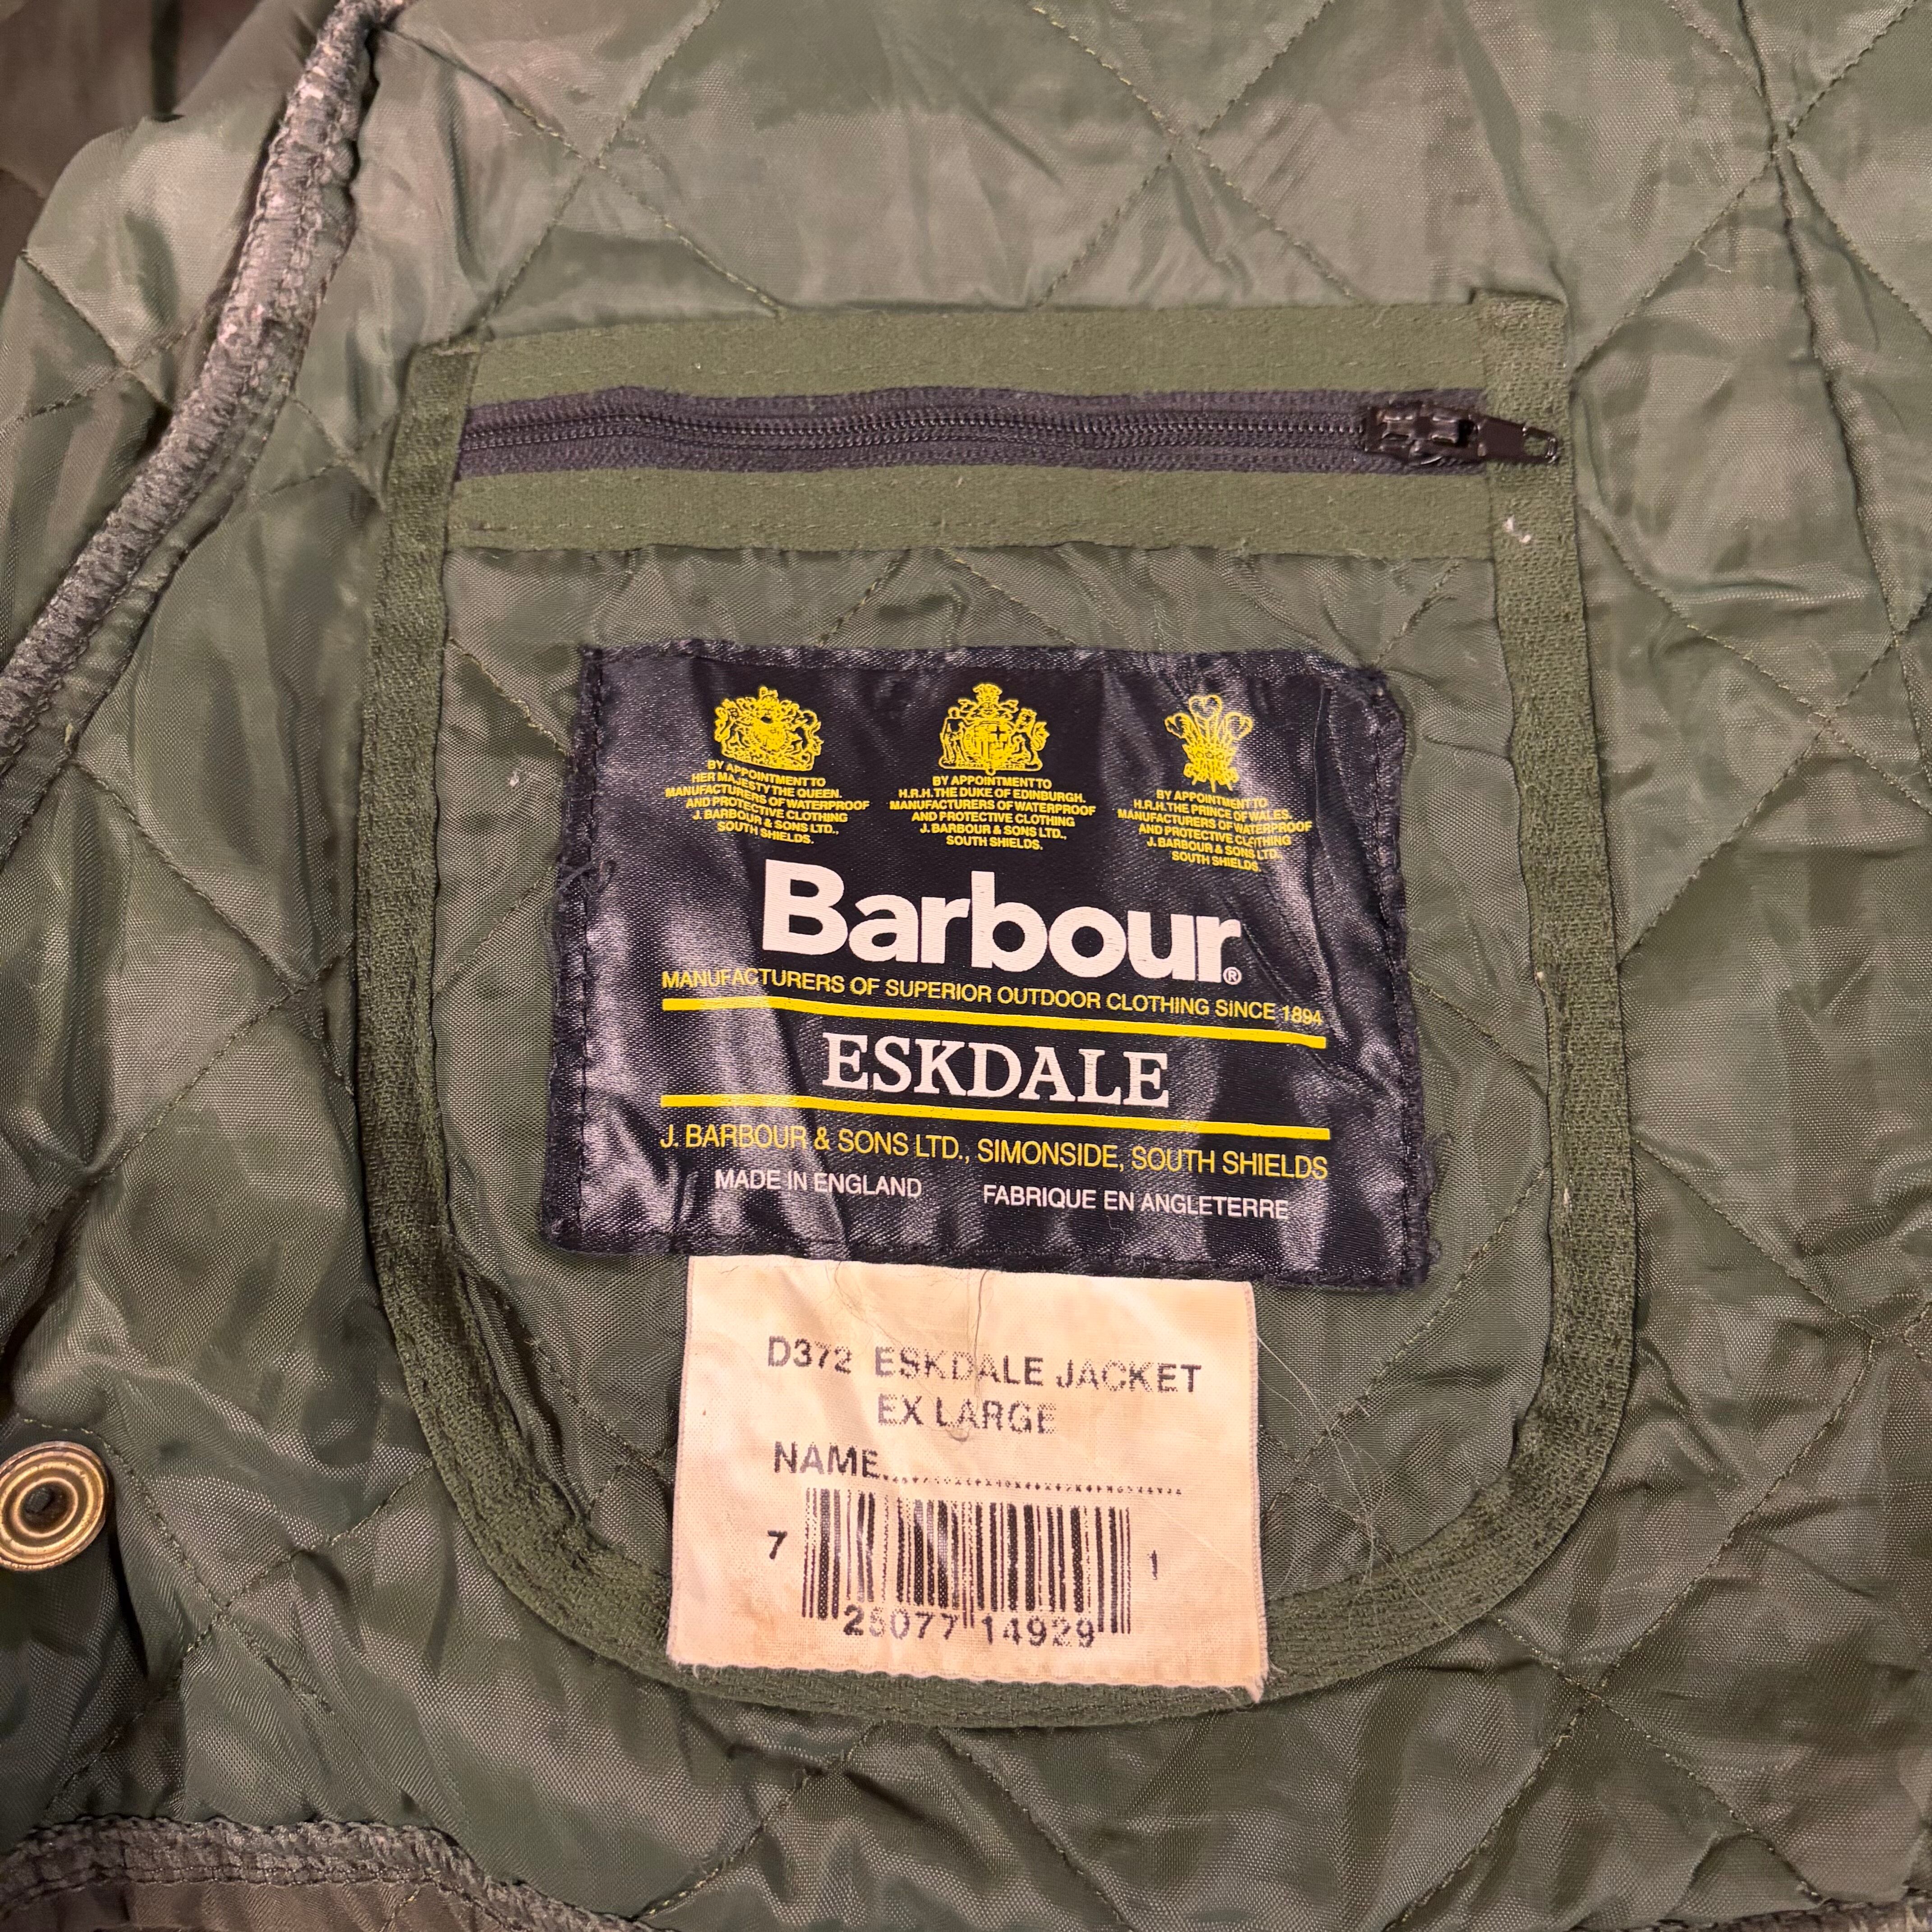 BY APPOINTMENT TO
HER MAJESTY THE QUEEN.
MANUFACTURERS OF WATERPROOF
AND PROTECTIVE CLOTHING
J. BARBOUR & SONS LTD.,
SOUTH SHIELDS.
BY APPOINTMENT TO
H.R.H. THE DUKE OF EDINBURGH.
MANUFACTURERS OF WATERPROOF
AND PROTECTIVE CLOTHING
J. BARBOUR & SONS LTD.,
SOUTH SHIELDS.
BY APPOINTMENT TO
H.R.H. THE PRINCE OF WALES.
MANUFACTURERS OF WATERPROOF
AND PROTECTIVE CLOTHING
J. BARBOUR & SONS LTD.,
SOUTH SHIELDS.
Barbour®
MANUFACTURERS OF SUPERIOR OUTDOOR CLOTHING SINCE 1894
ESKDALE
J. BARBOUR & SONS LTD., SIMONSIDE, SOUTH SHIELDS
MADE IN ENGLAND FABRIQUE EN ANGLETERRE
D372 ESKDALE JACKET
EX LARGE
NAME
7 25077 14929 1